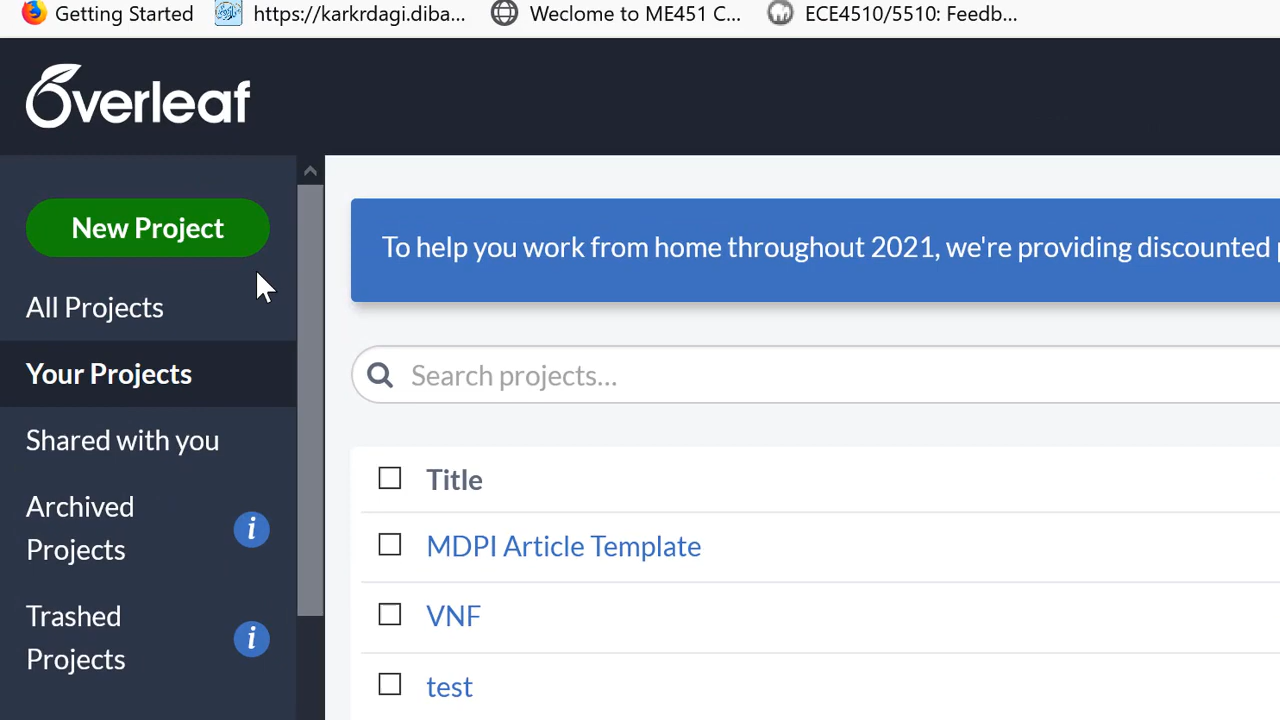 Getting Started
https://karkrdagi.diba...
Weclome to ME451 C...
ECE4510/5510: Feedb...
Overleaf
New Project
To help you work from home throughout 2021, we're providing discounted
All Projects
Search projects...
Your Projects
Shared with you
Title
Archived
Projects
i
MDPI Article Template
Trashed
Projects
i
VNF
test